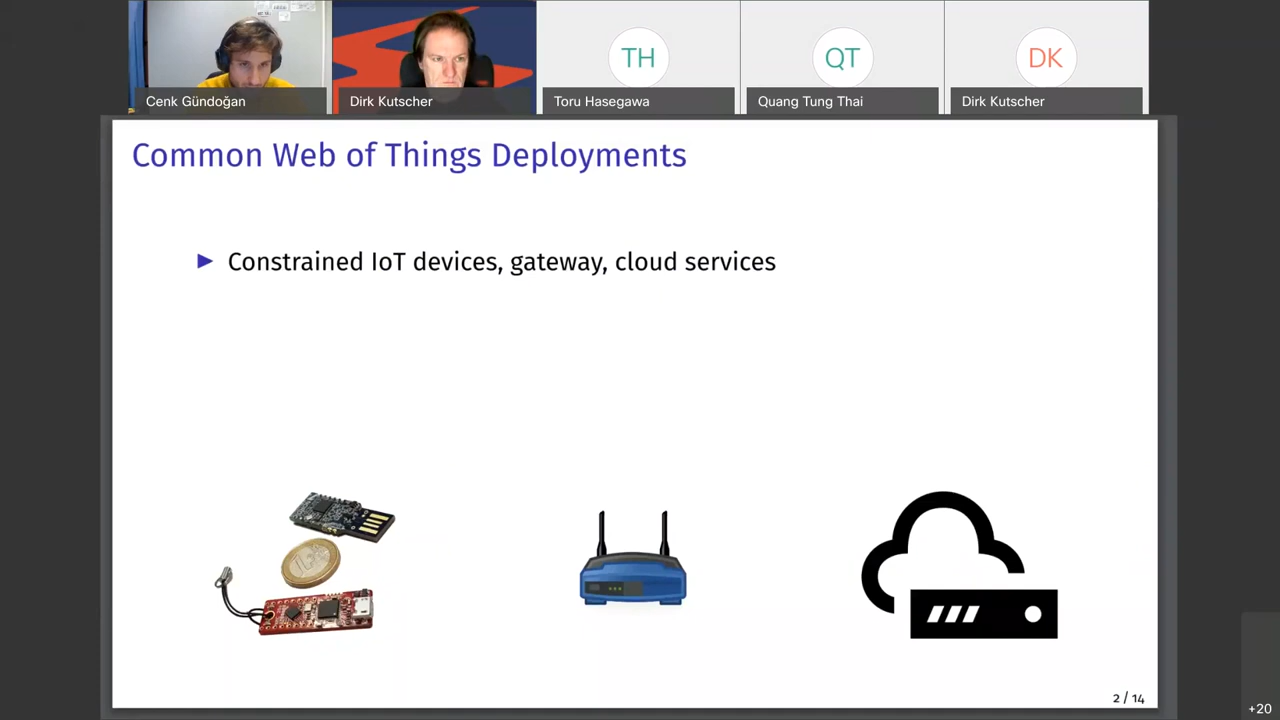 TH
QT
DK
Cenk Gündoğan
Dirk Kutscher
Toru Hasegawa
Quang Tung Thai
Dirk Kutscher
Common Web of Things Deployments
Constrained IoT devices, gateway, cloud services
2 / 14
+20